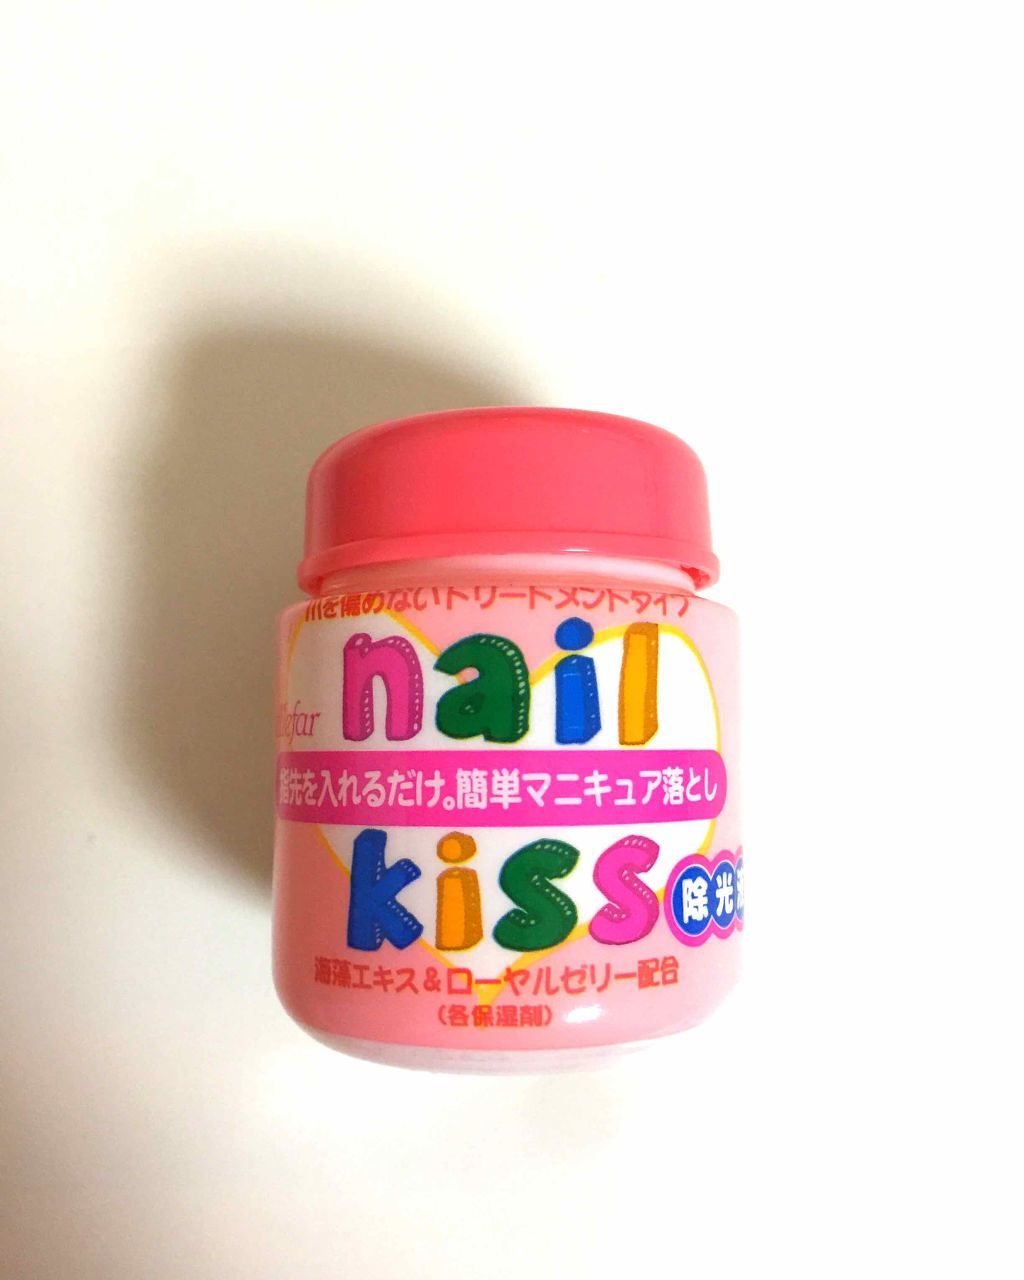 爪を傷めないトリートメントタイプ
nail
指先を入れるだけ。簡単マニキュア落とし
kiss
除光液
海藻エキス&ローヤルゼリー配合
(各保湿剤)